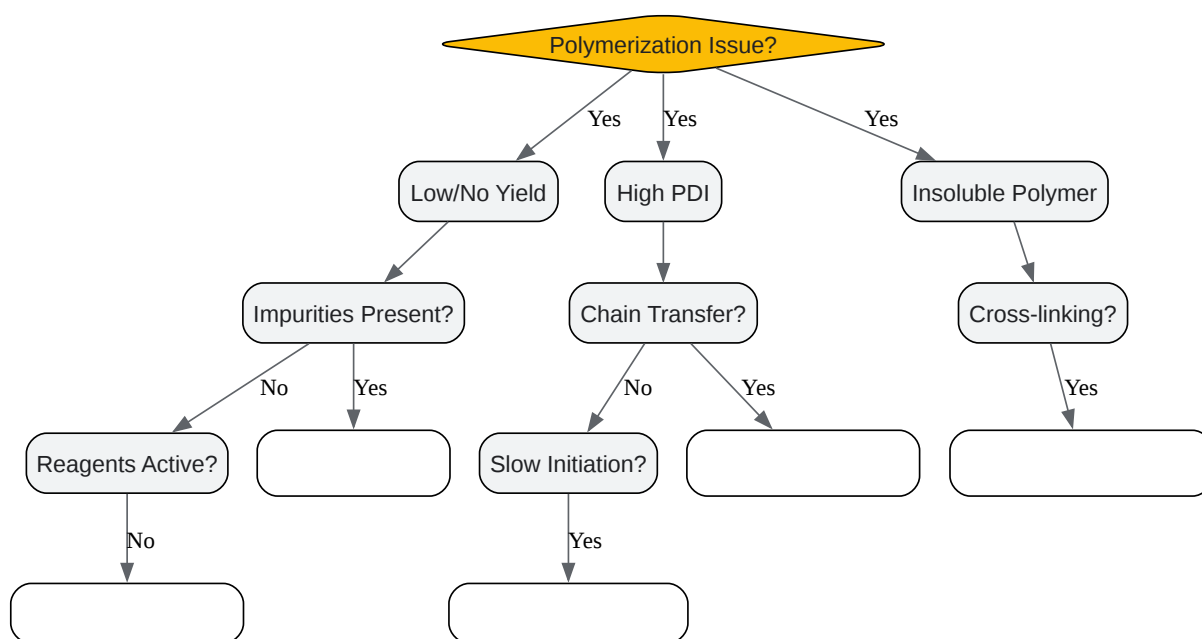 Polymerization Issue?
Yes
Yes
Yes
Low/No Yield
High PDI
Insoluble Polymer
Impurities Present?
Chain Transfer?
Cross-linking?
No
Yes
No
Yes
Yes
Reagents Active?
Slow Initiation?
No
Yes